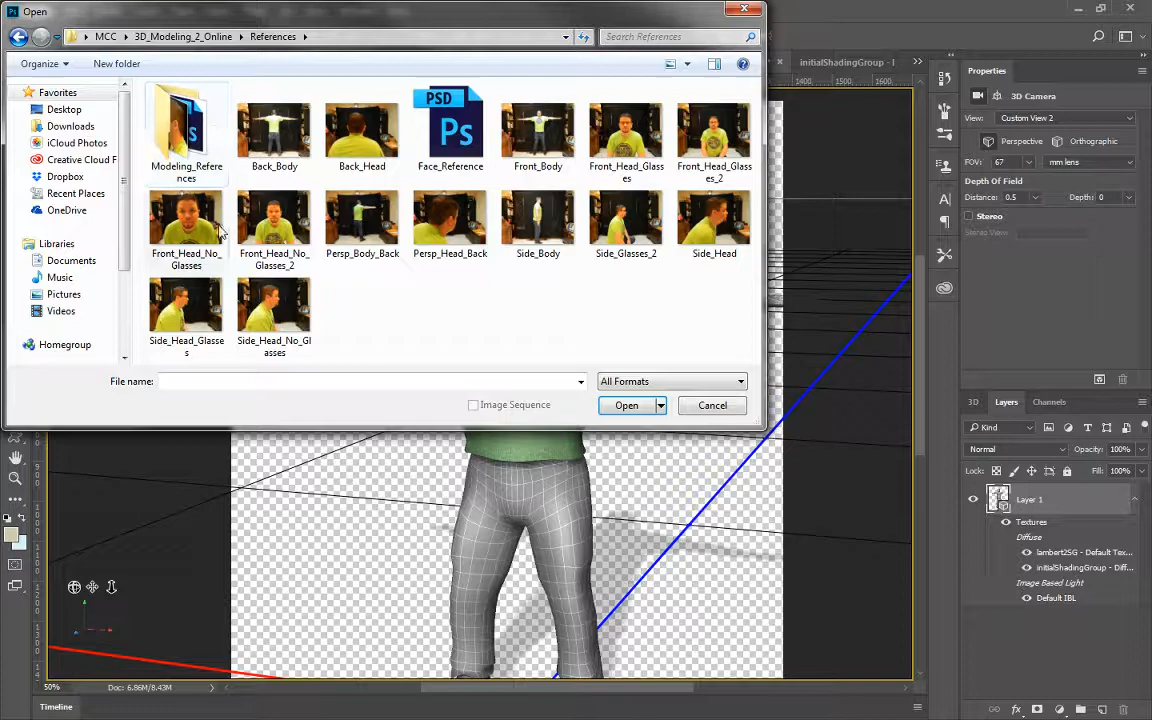 Open
MCC
3D_Modeling_2_Online
References
Search References
Organize
New folder
initialShadingGroup -
1400
1500
1600
Properties
3D Camera
View:
Custom View 2
Perspective
Orthographic
FOV:
67
mm lens
Depth Of Field
Distance:
0.5
Depth:
0
Stereo
Stereo View:
Favorites
Desktop
Downloads
iCloud Photos
Creative Cloud F
Dropbox
Recent Places
OneDrive
Libraries
Documents
Music
Pictures
Videos
Homegroup
PSD
Ps
Modeling_Refere
nces
Back_Body
Back_Head
Face_Reference
Front_Body
Front_Head_Glass
es
Front_Head_Glass
es_2
Front_Head_No_
Glasses
Front_Head_No_
Glasses_2
Persp_Body_Back
Persp_Head_Back
Side_Body
Side_Glasses_2
Side_Head
Side_Head_Glasse
s
Side_Head_No_Gl
asses
File name:
All Formats
Image Sequence
Open
Cancel
3D
Layers
Channels
Kind
Normal
Opacity:
100%
Lock:
Fill:
100%
Layer 1
Textures
Diffuse
lambert2SG - Default Tex...
initialShadingGroup - Diff...
Image Based Light
Default IBL
50%
Doc: 6.86M/8.43M
Timeline